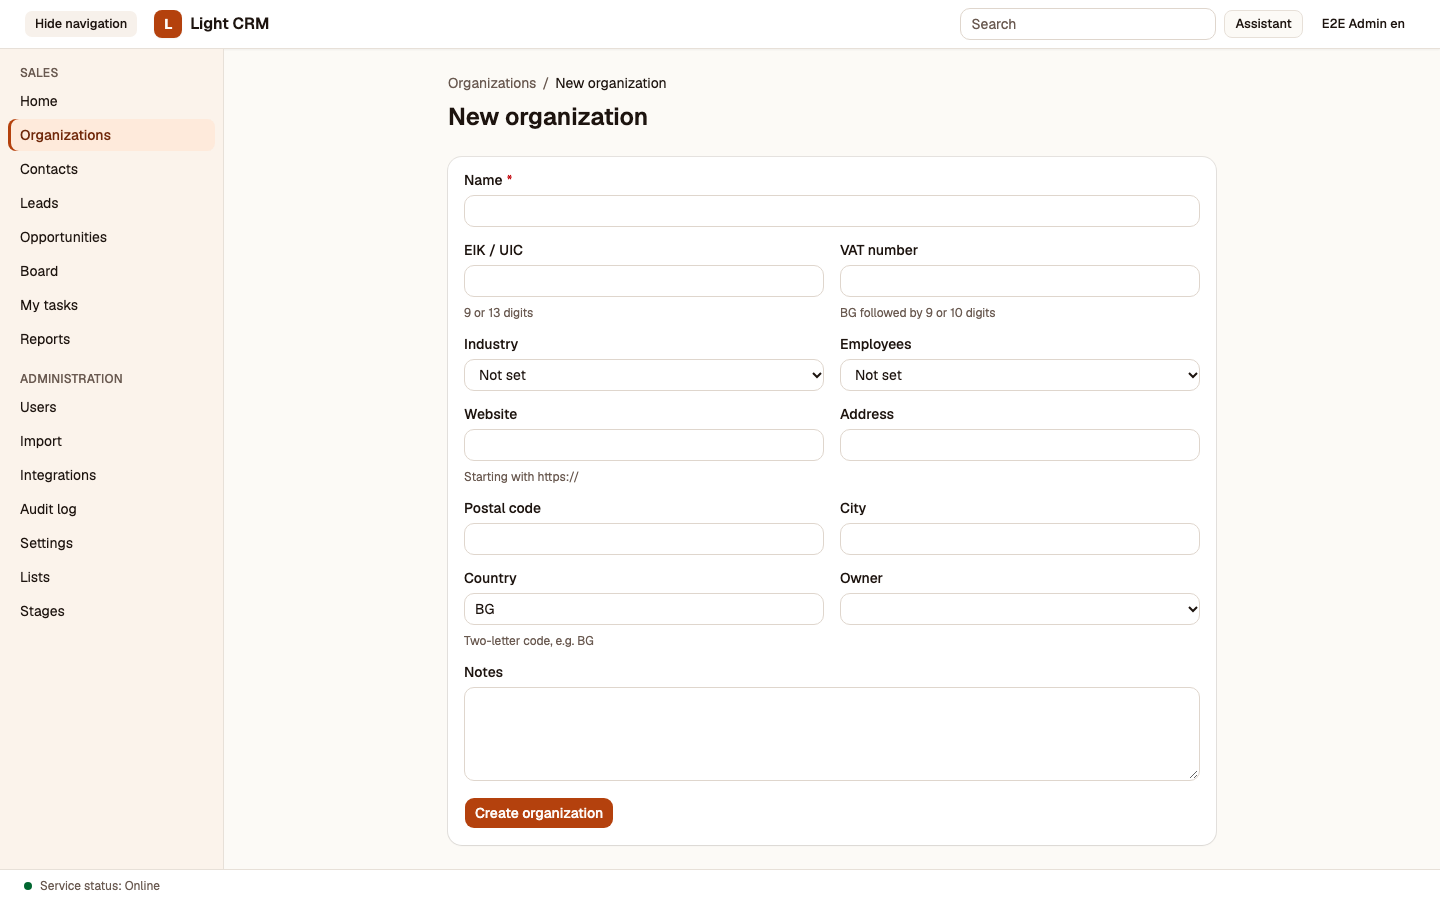 Hide navigation
L
Light CRM
Search
Assistant
E2E Admin en
SALES
Home
Organizations
Contacts
Leads
Opportunities
Board
My tasks
Reports
ADMINISTRATION
Users
Import
Integrations
Audit log
Settings
Lists
Stages
Organizations / New organization
New organization
Name *
EIK / UIC
VAT number
9 or 13 digits
BG followed by 9 or 10 digits
Industry
Employees
Not set
Not set
Website
Address
Starting with https://
Postal code
City
Country
Owner
BG
Two-letter code, e.g. BG
Notes
Create organization
Service status: Online